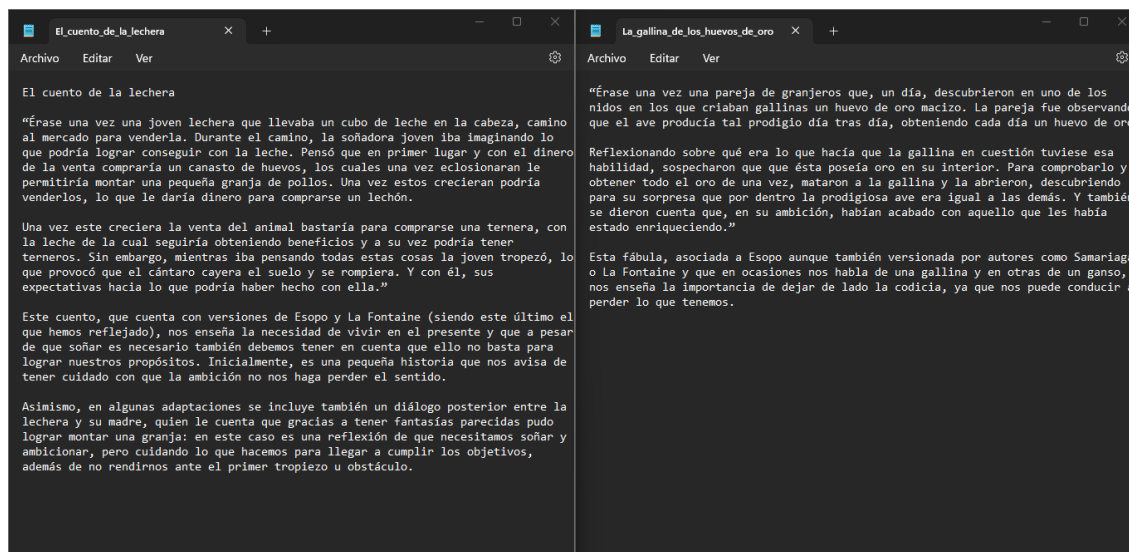 El_cuento_de_la_lechera
Archivo Editar Ver
El cuento de la lechera
“Érase una vez una joven lechera que llevaba un cubo de leche en la cabeza, camino
al mercado para venderla. Durante el camino, la soñadora joven iba imaginando lo
que podría lograr conseguir con la leche. Pensó que en primer lugar y con el dinero
de la venta compraría un canasto de huevos, los cuales una vez eclosionaran le
permitiría montar una pequeña granja de pollos. Una vez estos crecieran podría
venderlos, lo que le daría dinero para comprarse un lechón.
Una vez este creciera la venta del animal bastaría para comprarse una ternera, con
la leche de la cual seguiría obteniendo beneficios y a su vez podría tener
terneros. Sin embargo, mientras iba pensando todas estas cosas la joven tropezó, lo
que provocó que el cántaro cayera el suelo y se rompiera. Y con él, sus
expectativas hacia lo que podría haber hecho con ella.”
Este cuento, que cuenta con versiones de Esopo y La Fontaine (siendo este último el
que hemos reflejado), nos enseña la necesidad de vivir en el presente y que a pesar
de que soñar es necesario también debemos tener en cuenta que ello no basta para
lograr nuestros propósitos. Inicialmente, es una pequeña historia que nos avisa de
tener cuidado con que la ambición no nos haga perder el sentido.
Asimismo, en algunas adaptaciones se incluye también un diálogo posterior entre la
lechera y su madre, quien le cuenta que gracias a tener fantasías parecidas pudo
lograr montar una granja: en este caso es una reflexión de que necesitamos soñar y
ambicionar, pero cuidando lo que hacemos para llegar a cumplir los objetivos,
además de no rendirnos ante el primer tropiezo u obstáculo.
La_gallina_de_los_huevos_de_oro
Archivo Editar Ver
“Érase una vez una pareja de granjeros que, un día, descubrieron en uno de los
nidos en los que criaban gallinas un huevo de oro macizo. La pareja fue observando
que el ave producía tal prodigio día tras día, obteniendo cada día un huevo de oro
Reflexionando sobre qué era lo que hacía que la gallina en cuestión tuviese esa
habilidad, sospecharon que que ésta poseía oro en su interior. Para comprobarlo y
obtener todo el oro de una vez, mataron a la gallina y la abrieron, descubriendo
para su sorpresa que por dentro la prodigiosa ave era igual a las demás. Y también
se dieron cuenta que, en su ambición, habían acabado con aquello que les había
estado enriqueciendo.”
Esta fábula, asociada a Esopo aunque también versionada por autores como Samariaga
o La Fontaine y que en ocasiones nos habla de una gallina y en otras de un ganso,
nos enseña la importancia de dejar de lado la codicia, ya que nos puede conducir a
perder lo que tenemos.